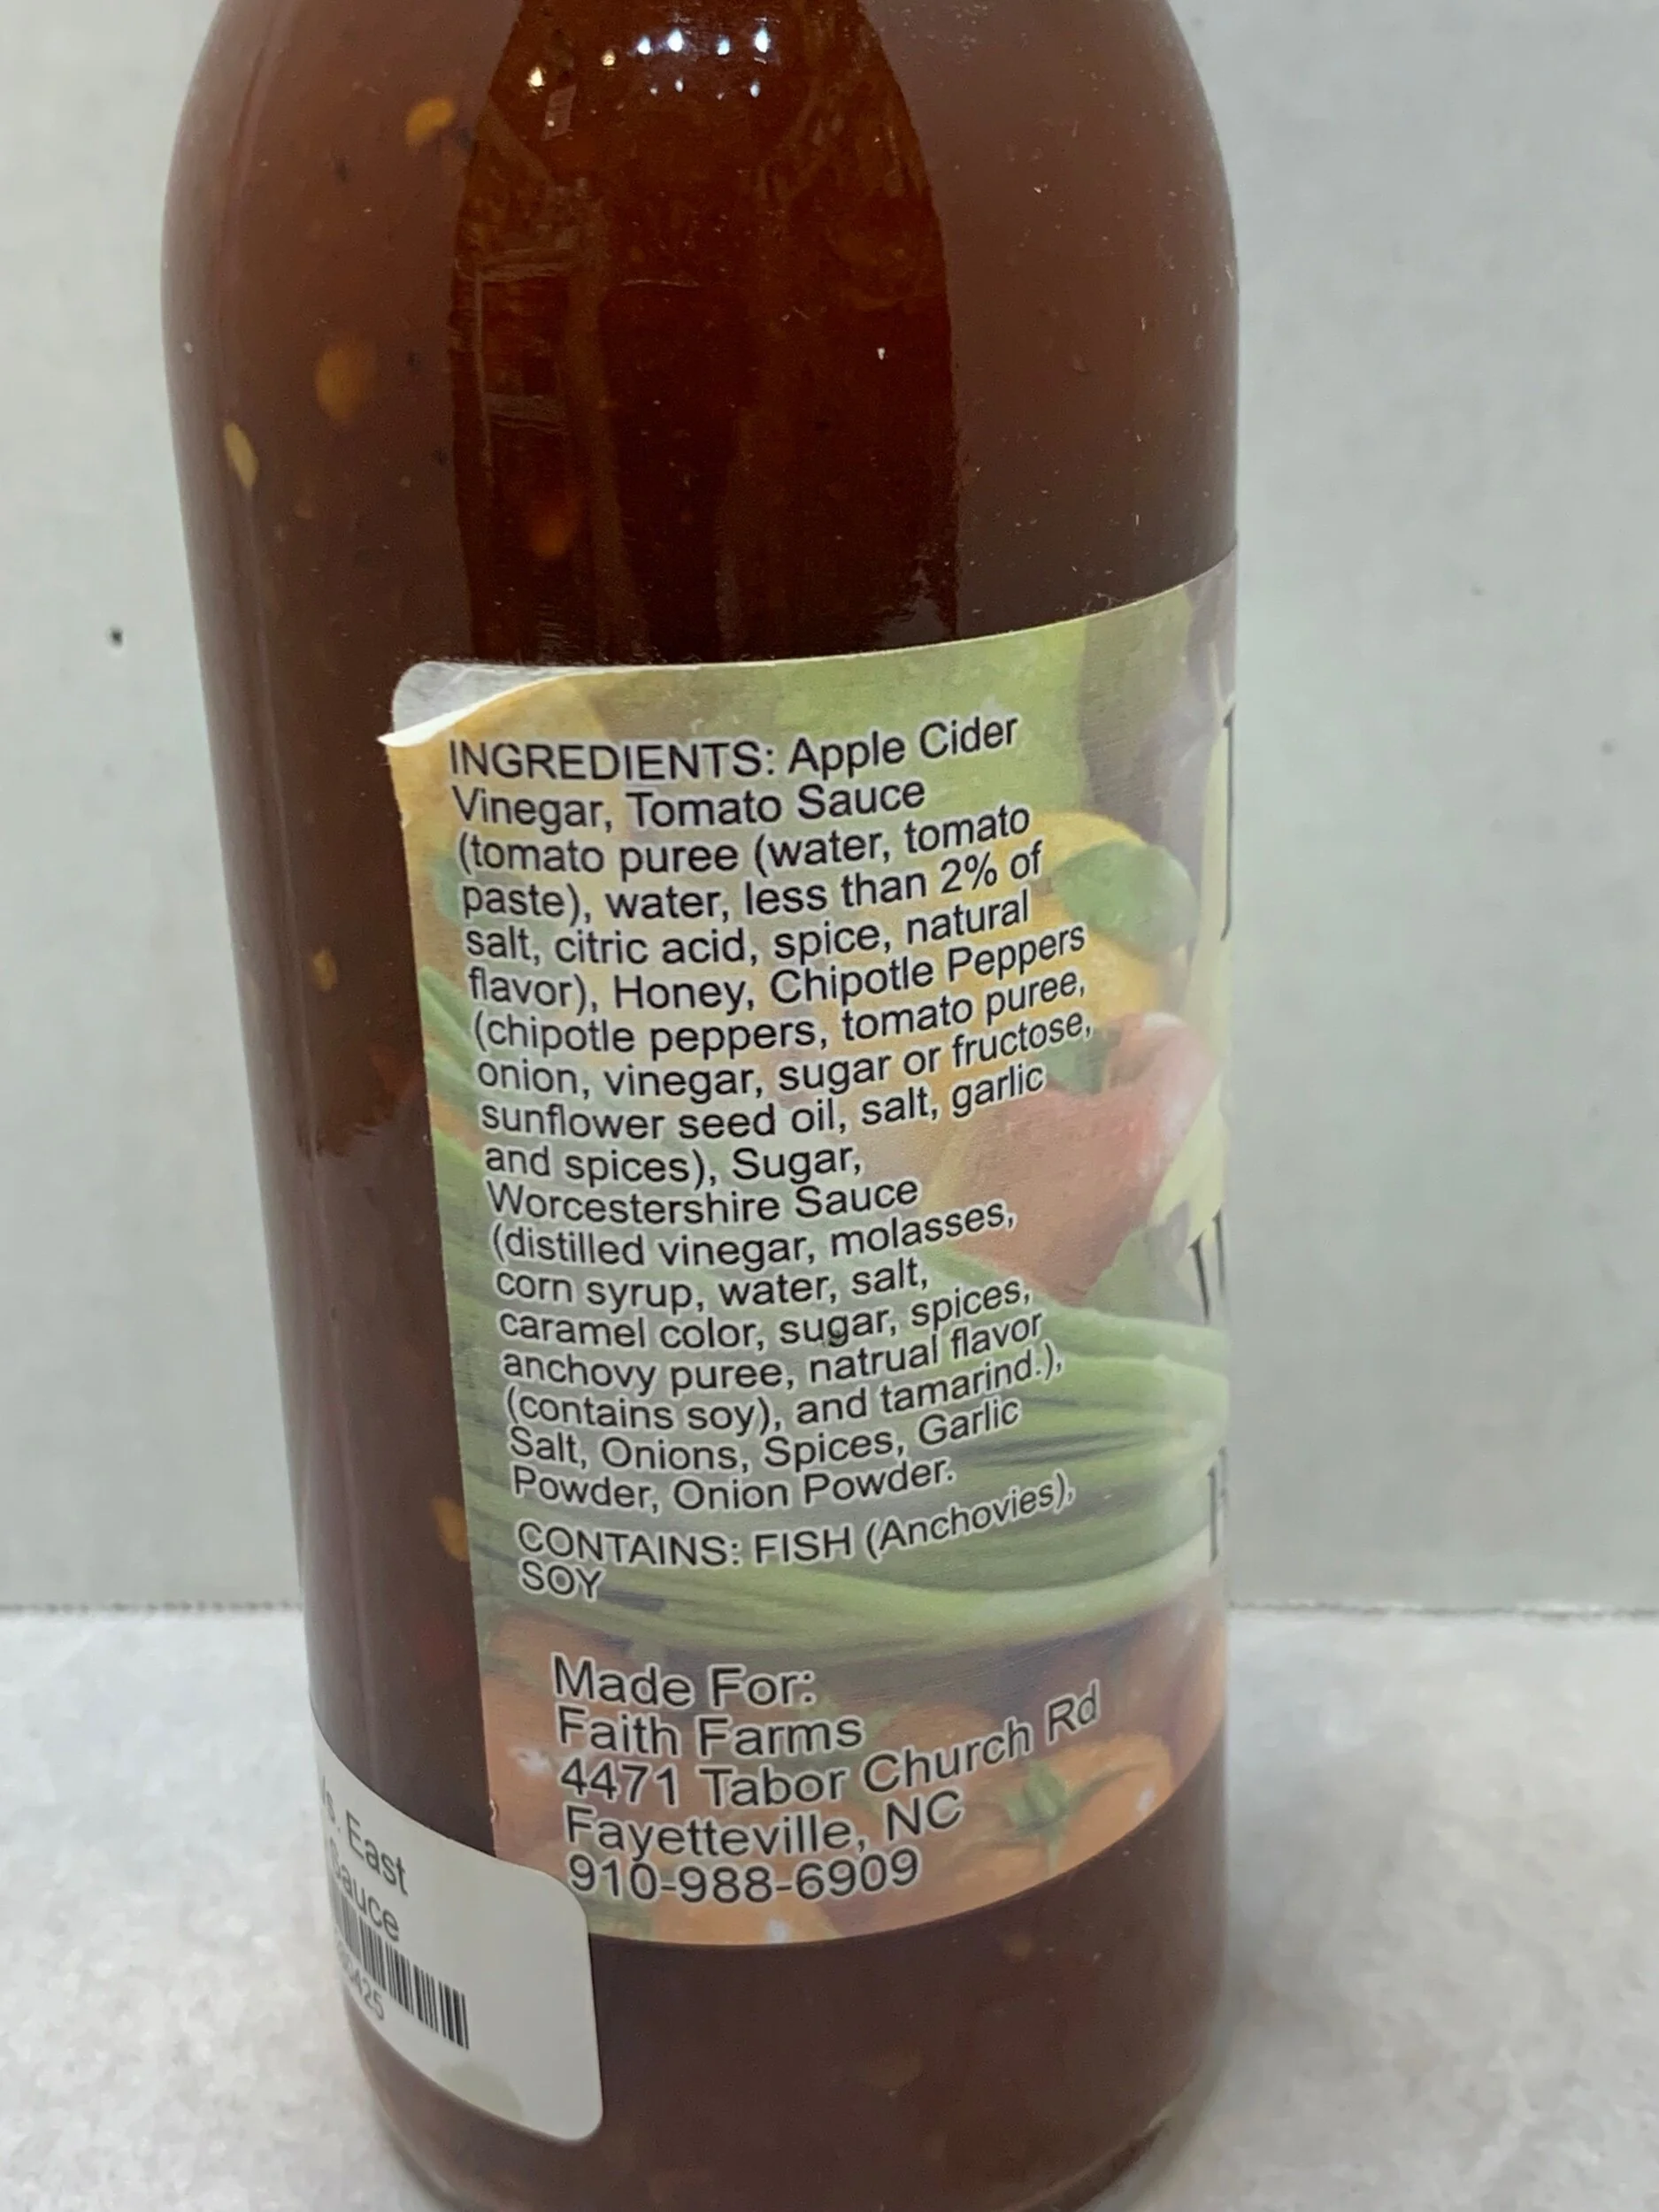 INGREDIENTS: Apple Cider
Vinegar, Tomato Sauce
(tomato puree (water, tomato
paste), water, less than 2% of
salt, citric acid, spice, natural
flavor), Honey, Chipotle Peppers
(chipotle peppers, tomato puree,
onion, vinegar, sugar or fructose,
sunflower seed oil, salt, garlic
and spices), Sugar,
Worcestershire Sauce
(distilled vinegar, molasses,
corn syrup, water, salt,
caramel color, sugar, spices,
anchovy puree, natrual flavor
(contains soy), and tamarind.),
Salt, Onions, Spices, Garlic
Powder, Onion Powder.
CONTAINS: FISH (Anchovies),
SOY
Made For:
Faith Farms
4471 Tabor Church Rd
Fayetteville, NC
910-988-6909
East
Sauce